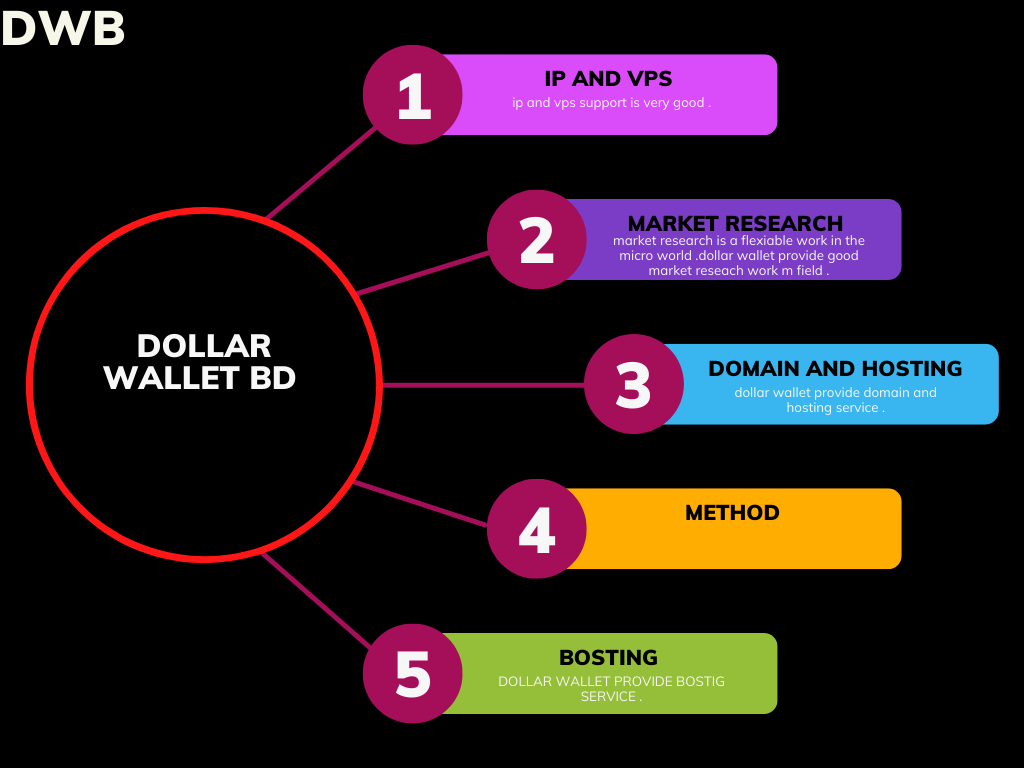 DWB
DOLLAR
WALLET BD
1
IP AND VPS
ip and vps support is very good .
2
MARKET RESEARCH
market research is a flexiable work in the
micro world .dollar wallet provide good
market reseach work m field .
3
DOMAIN AND HOSTING
dollar wallet provide domain and
hosting service .
4
METHOD
5
BOSTING
DOLLAR WALLET PROVIDE BOSTIG
SERVICE .